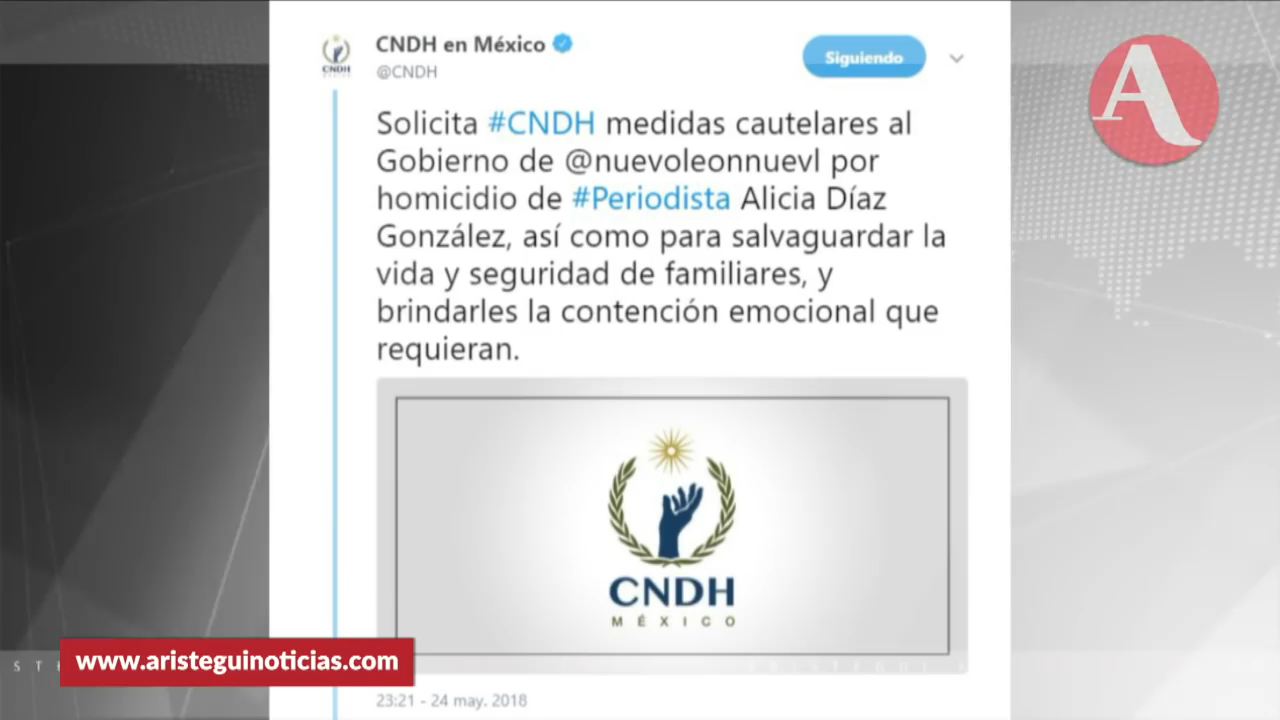 CNDH en México
@CNDH
Siguiendo
CNDH
MÉXICO
A
Solicita #CNDH medidas cautelares al
Gobierno de @nuevoleonnuevl por
homicidio de #Periodista Alicia Díaz
González, así como para salvaguardar la
vida y seguridad de familiares, y
brindarles la contención emocional que
requieran.
CNDH
MÉXICO
www.aristeguinoticias.com
23:21 - 24 may. 2018